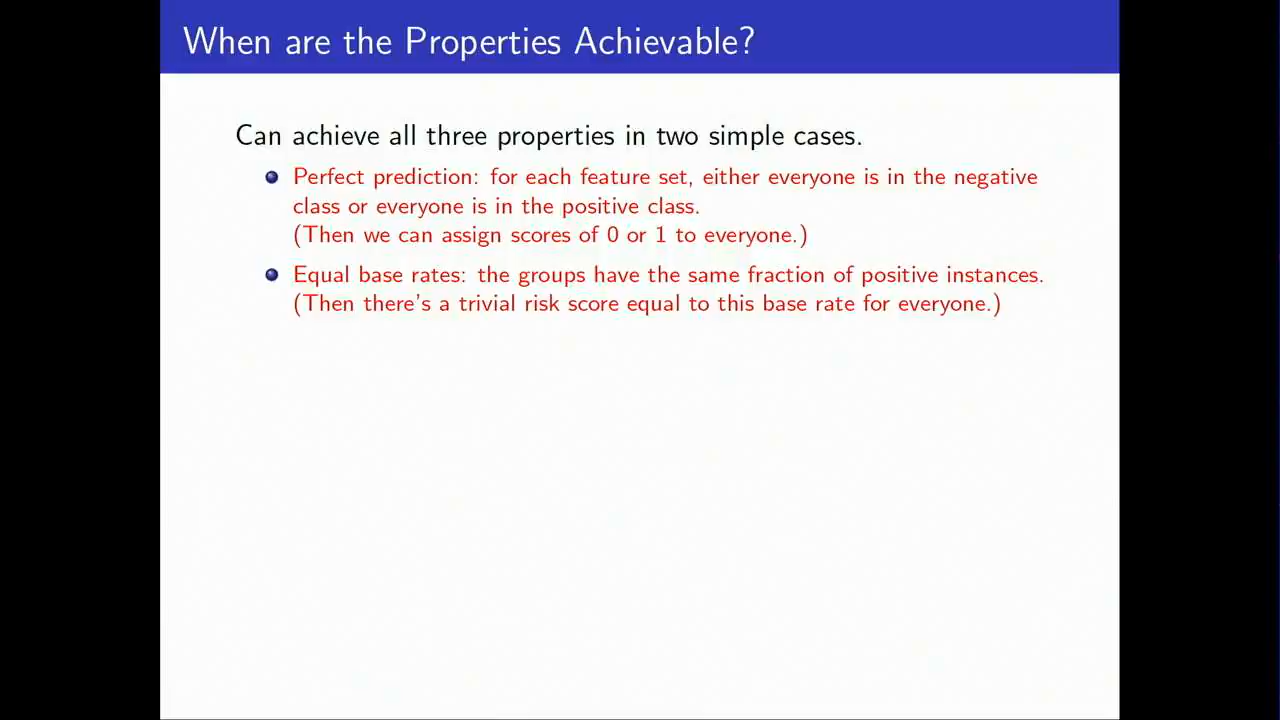 When are the Properties Achievable?
Can achieve all three properties in two simple cases.
Perfect prediction: for each feature set, either everyone is in the negative
class or everyone is in the positive class.
(Then we can assign scores of 0 or 1 to everyone.)
Equal base rates: the groups have the same fraction of positive instances.
(Then there's a trivial risk score equal to this base rate for everyone.)